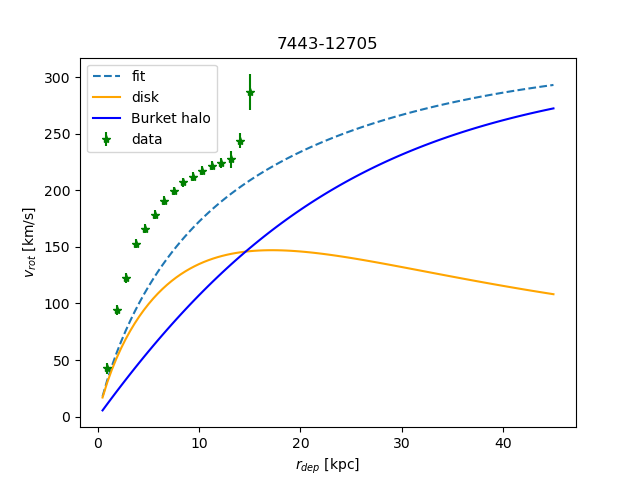 7443-12705
fit
disk
Burket halo
data
300
250
200
150
100
50
0
v_rot [km/s]
0 10 20 30 40
r_dep [kpc]